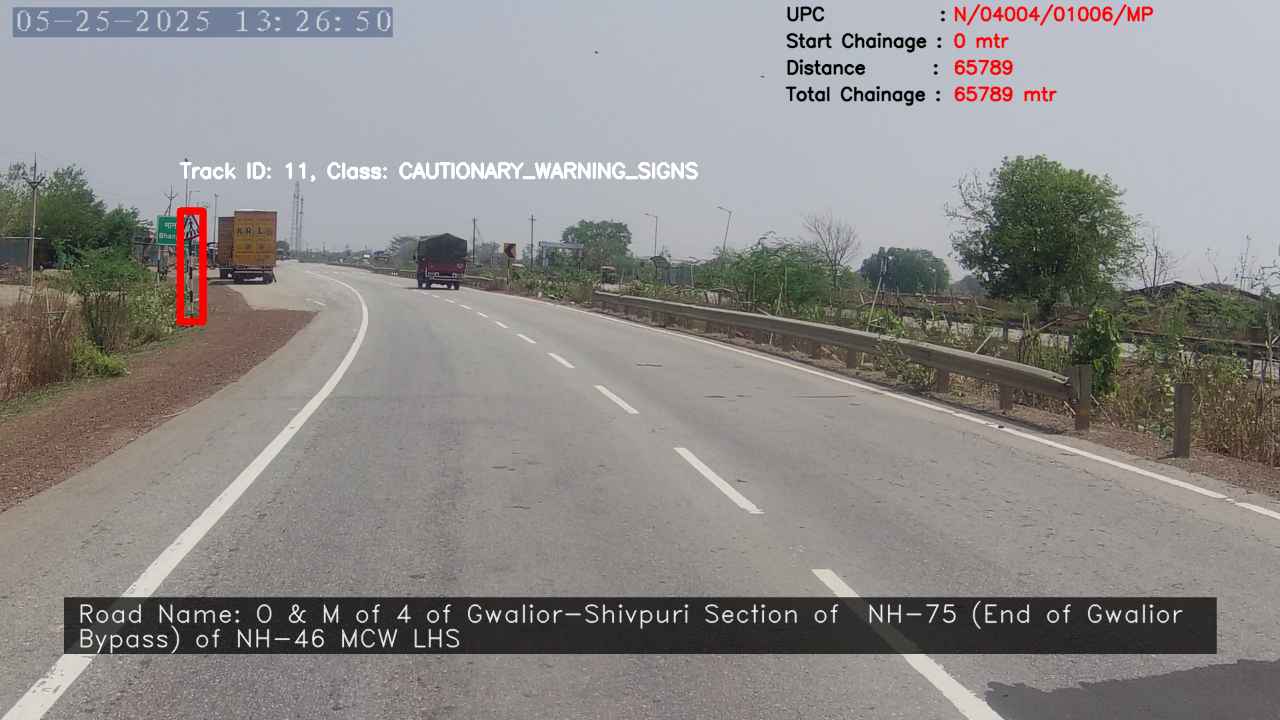 05-25-2025 13:26:50
UPC : N/04004/01006/MP
Start Chainage : 0 mtr
Distance : 65789
Total Chainage : 65789 mtr
Track ID: 11, Class: CAUTIONARY_WARNING_SIGNS
N R L
Road Name: O & M of 4 of Gwalior-Shivpuri Section of NH-75 (End of Gwalior
Bypass) of NH-46 MCW LHS